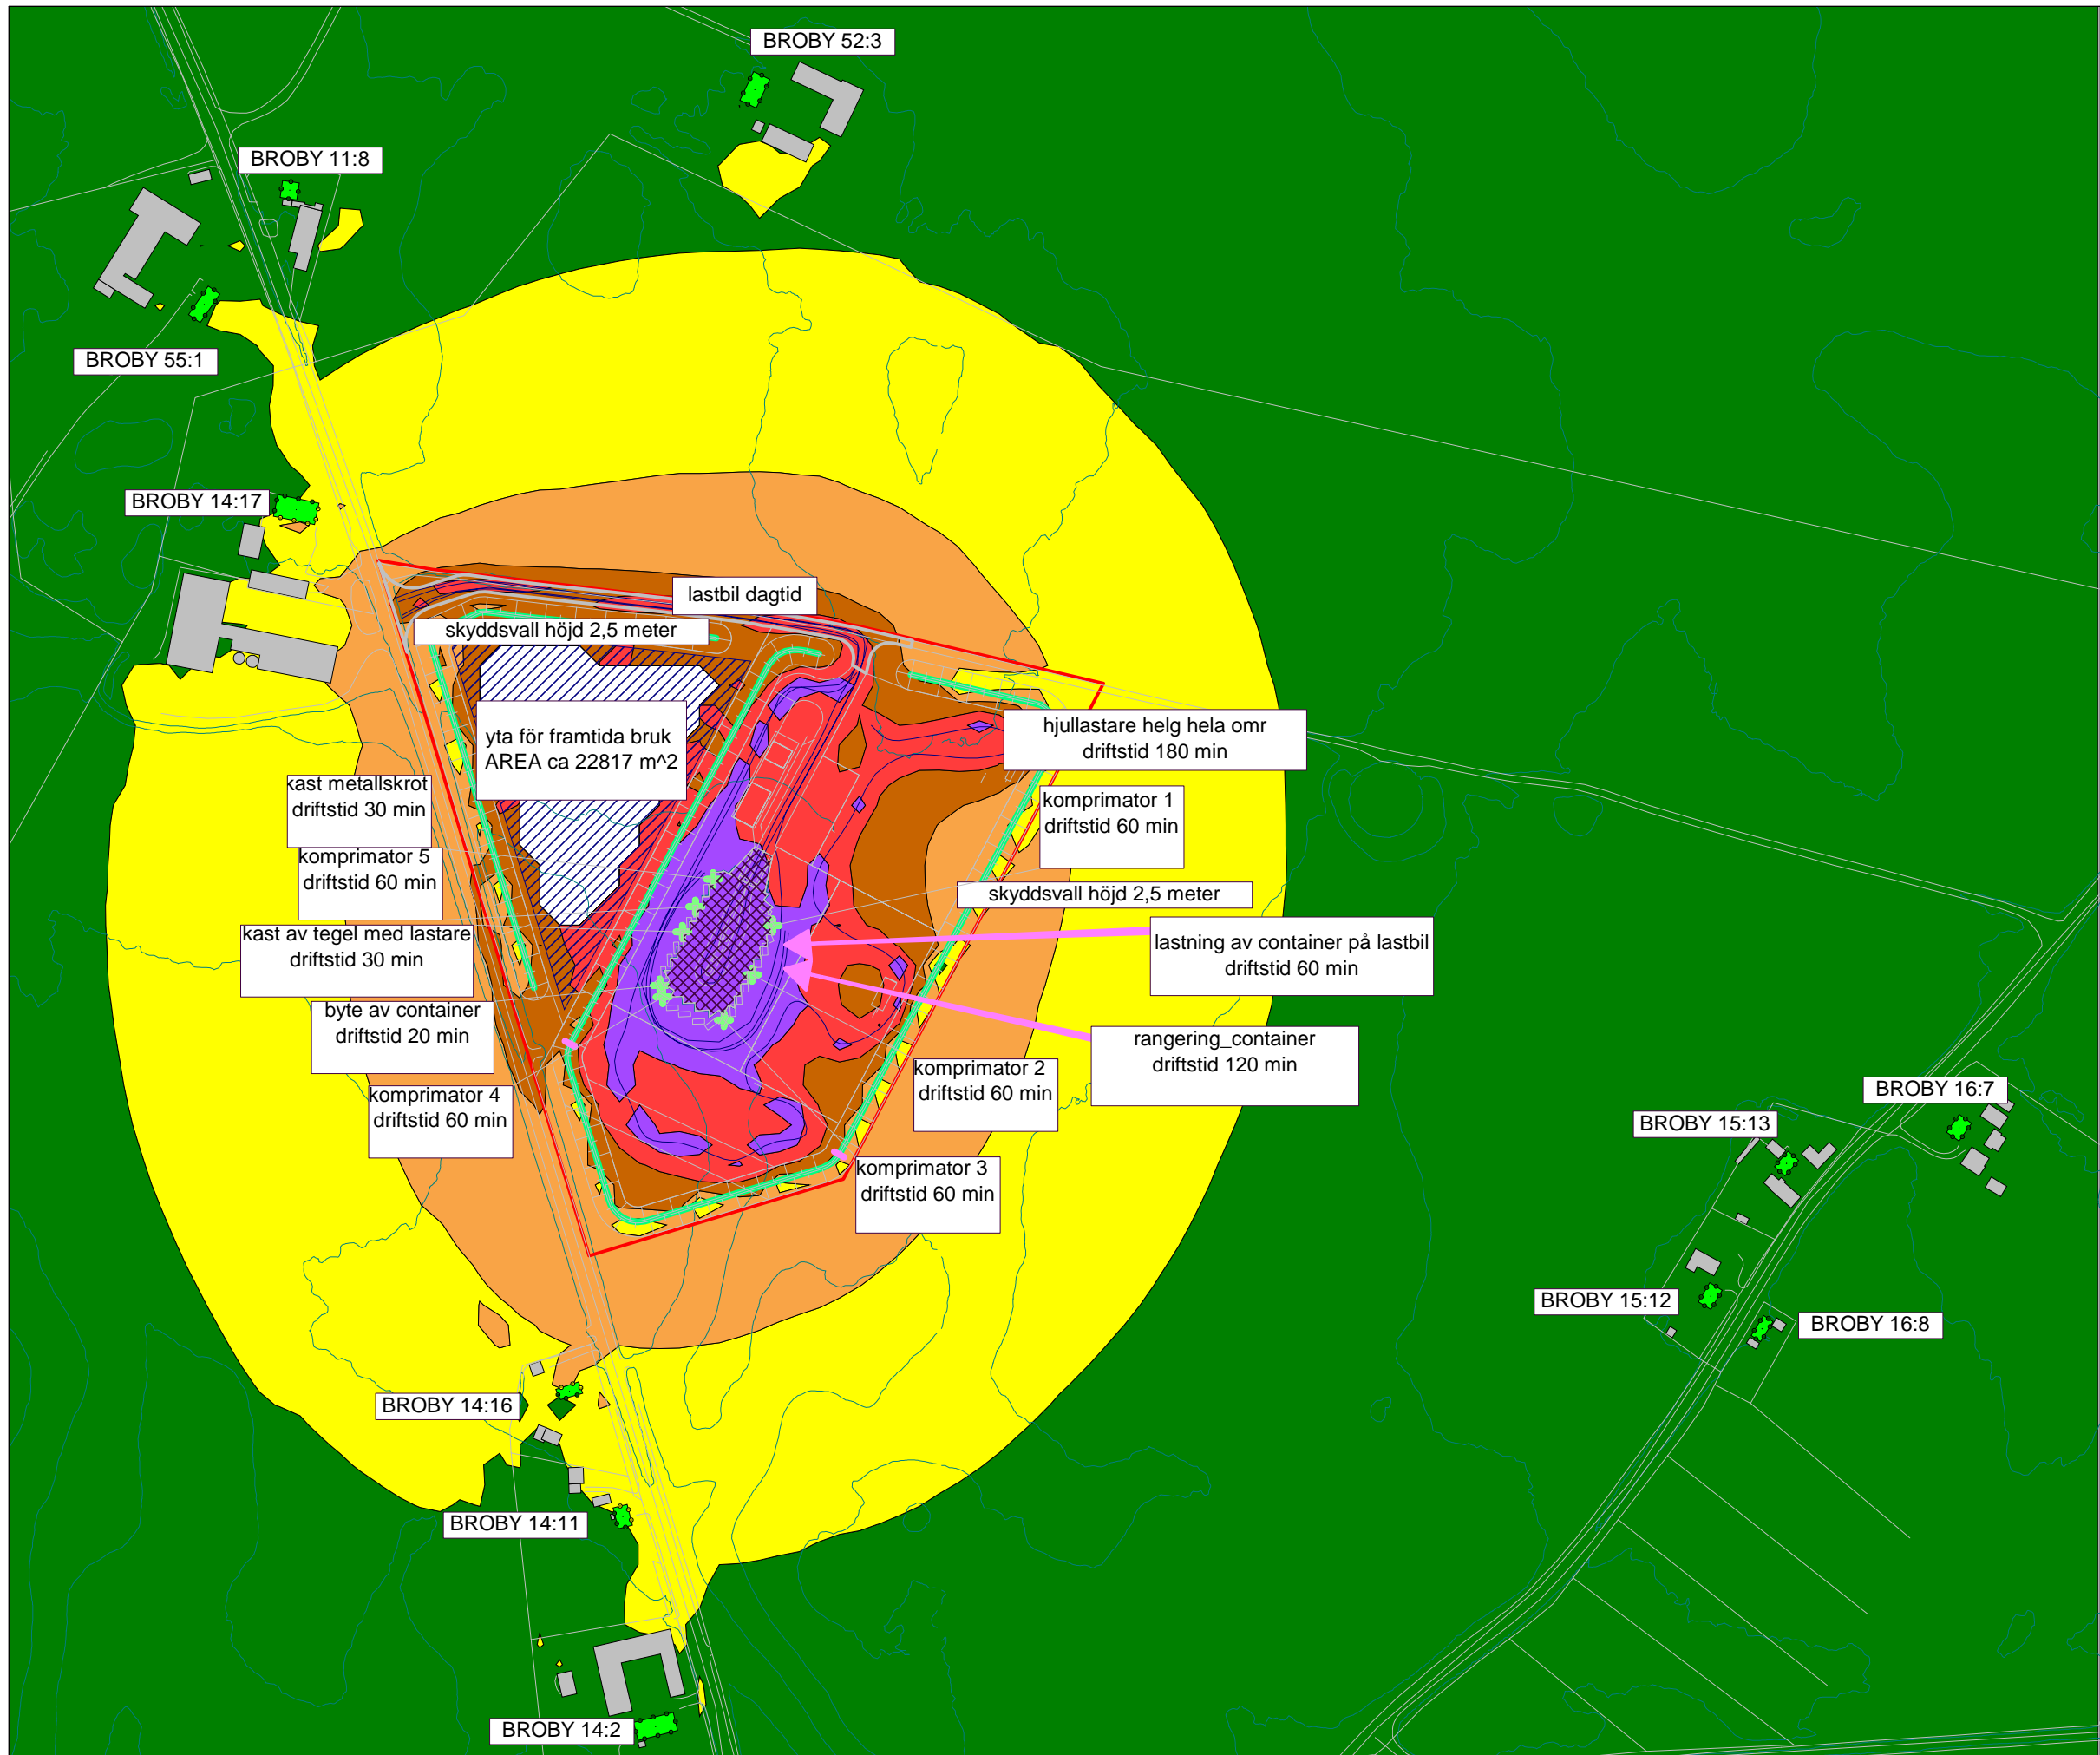 BROBY 52:3
BROBY 11:8
BROBY 55:1
BROBY 14:17
lastbil dagtid
skyddsvall höjd 2,5 meter
yta för framtida bruk
AREA ca 22817 m^2
hjullastare helg hela omr
driftstid 180 min
kast metallskrot
driftstid 30 min
komprimator 1
driftstid 60 min
komprimator 5
driftstid 60 min
skyddsvall höjd 2,5 meter
kast av tegel med lastare
driftstid 30 min
lastning av container på lastbil
driftstid 60 min
byte av container
driftstid 20 min
rangering_container
driftstid 120 min
komprimator 2
driftstid 60 min
komprimator 4
driftstid 60 min
BROBY 16:7
BROBY 15:13
komprimator 3
driftstid 60 min
BROBY 15:12
BROBY 16:8
BROBY 14:16
BROBY 14:11
BROBY 14:2